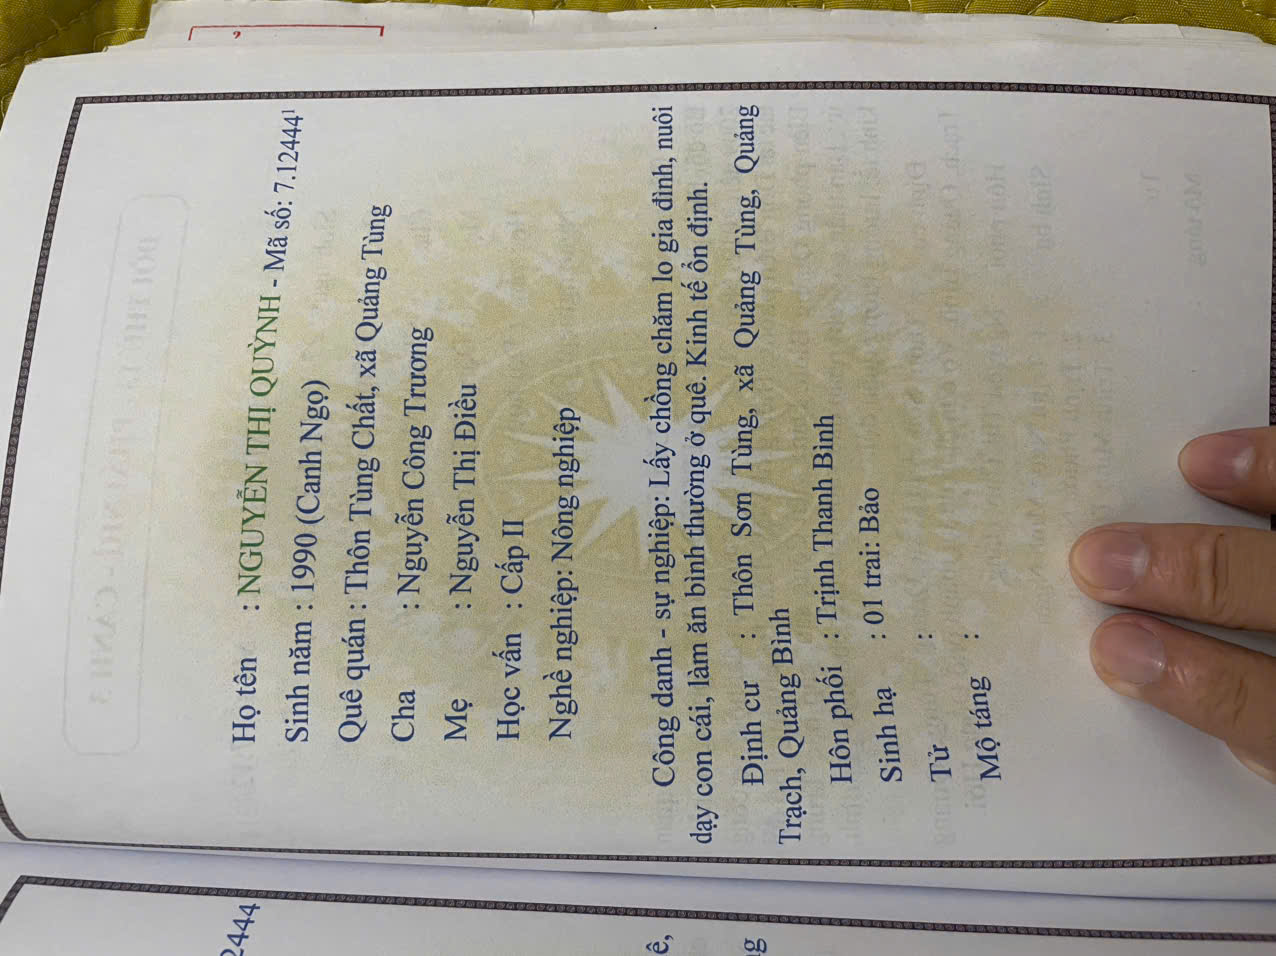 Họ tên : NGUYỄN THỊ QUỲNH - Mã số: 7.12444¹
Sinh năm : 1990 (Canh Ngọ)
Quê quán : Thôn Tùng Chất, xã Quảng Tùng
Cha : Nguyễn Công Trương
Mẹ : Nguyễn Thị Điều
Học vấn : Cấp II
Nghề nghiệp: Nông nghiệp
Công danh - sự nghiệp: Lấy chồng chăm lo gia đình, nuôi
dạy con cái, làm ăn bình thường ở quê. Kinh tế ổn định.
Định cư : Thôn Sơn Tùng, xã Quảng Tùng, Quảng
Trạch, Quảng Bình
Hôn phối : Trịnh Thanh Bình
Sinh hạ : 01 trai: Bảo
Tử :
Mộ táng :
2444
ê,
g